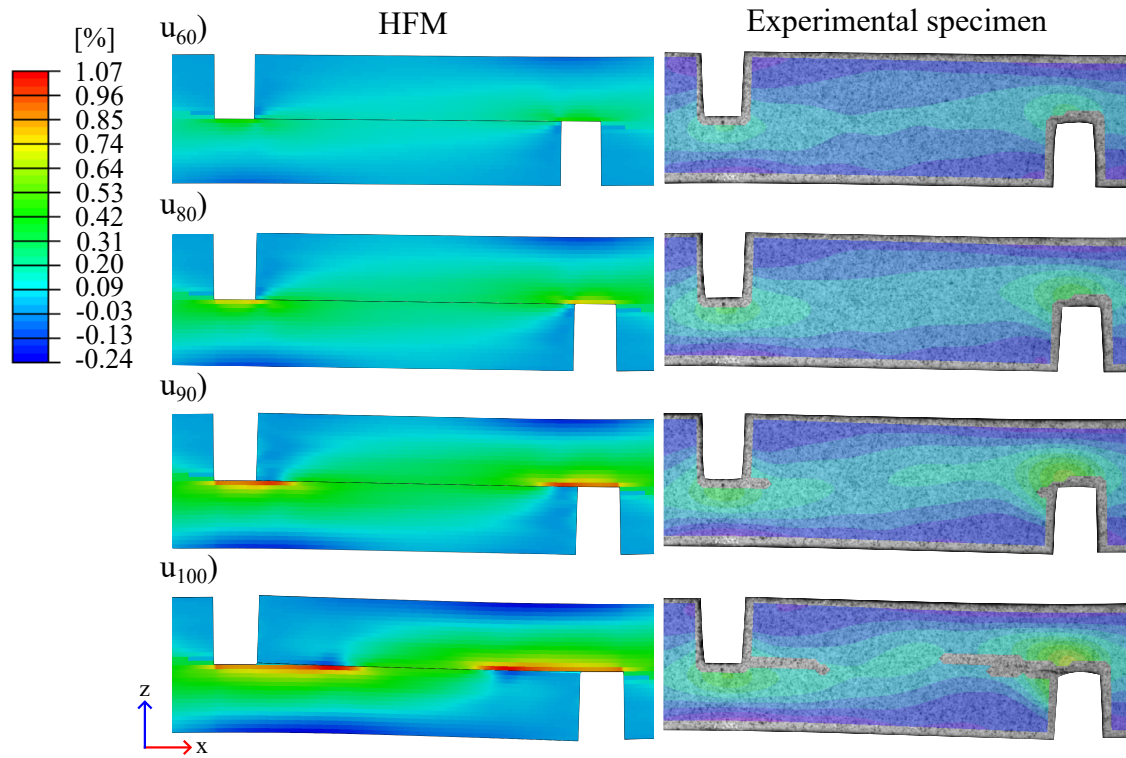 HFM
Experimental specimen
[%]
1.07
0.96
0.85
0.74
0.64
0.53
0.42
0.31
0.20
0.09
-0.03
-0.13
-0.24
u60)
u80)
u90)
u100)
z
x